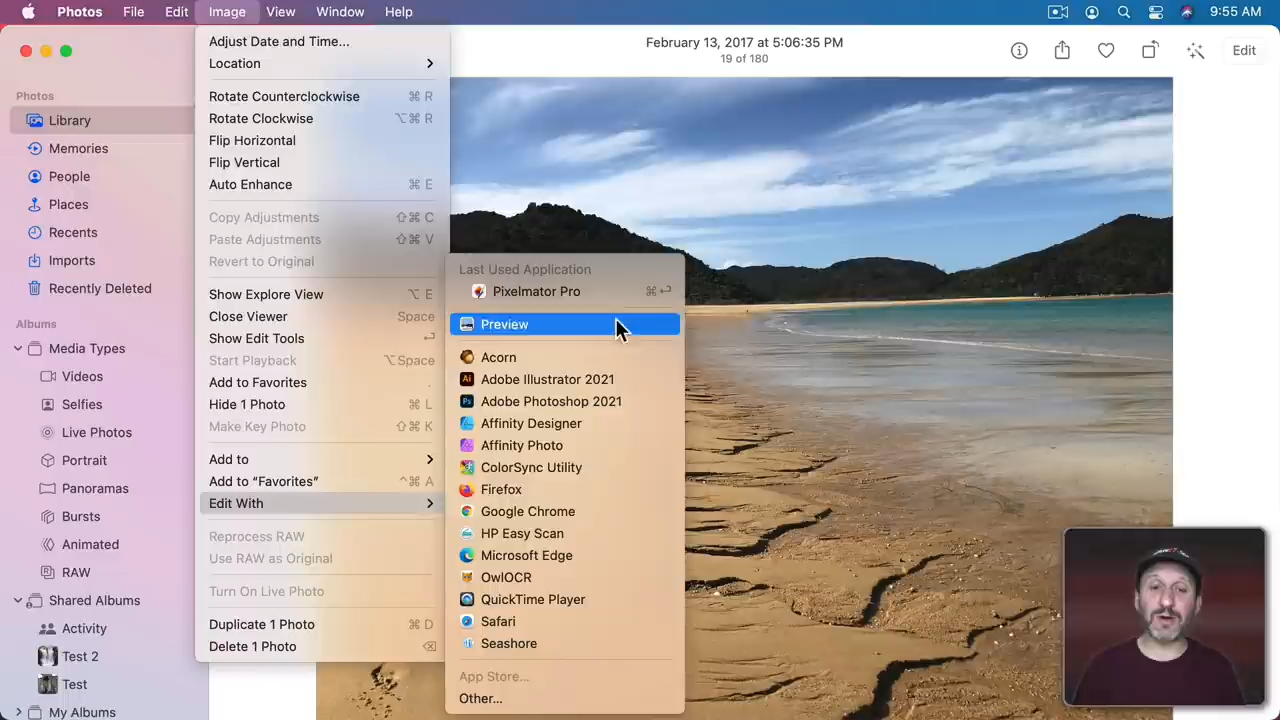 Photos File Edit Image View Window Help 9:55 AM
Adjust Date and Time...
Location
Rotate Counterclockwise ⌘ R
Rotate Clockwise ⌥⌘ R
Flip Horizontal
Flip Vertical
Auto Enhance ⌘ E
Copy Adjustments ⇧⌘ C
Paste Adjustments ⇧⌘ V
Revert to Original
Show Explore View ⌥ E
Close Viewer Space
Show Edit Tools ↩
Start Playback ⌥Space
Add to Favorites .
Hide 1 Photo ⌘ L
Make Key Photo ⇧⌘ K
Add to
Add to “Favorites” ^⌘ A
Edit With
Reprocess RAW
Use RAW as Original
Turn On Live Photo
Duplicate 1 Photo ⌘ D
Delete 1 Photo ⌫
Last Used Application
Pixelmator Pro ⌘↩
Preview
Acorn
Adobe Illustrator 2021
Adobe Photoshop 2021
Affinity Designer
Affinity Photo
ColorSync Utility
Firefox
Google Chrome
HP Easy Scan
Microsoft Edge
OwlOCR
QuickTime Player
Safari
Seashore
App Store...
Other...
Photos
Library
Memories
People
Places
Recents
Imports
Recently Deleted
Albums
Media Types
Videos
Selfies
Live Photos
Portrait
Panoramas
Bursts
Animated
RAW
Shared Albums
Activity
Test 2
Test
My Albums
February 13, 2017 at 5:06:35 PM
19 of 180
Edit